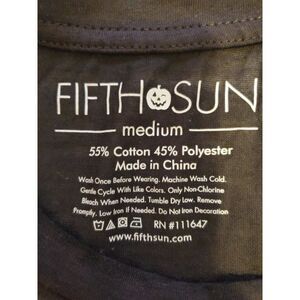 FIFTH SUN
medium
55% Cotton 45% Polyester
Made in China
Wash Once Before Wearing. Machine Wash Cold.
Gentle Cycle With Like Colors. Only Non-Chlorine
Bleach When Needed. Tumble Dry Low. Remove
Promptly. Low Iron If Needed. Do Not Iron Decoration
RN #111647
www.fifthsun.com